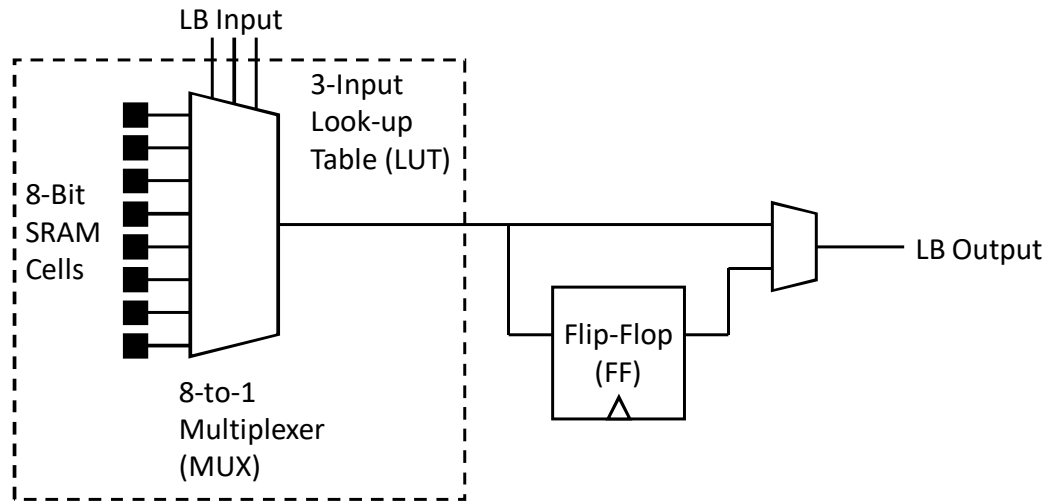 LB Input
3-Input
Look-up
Table (LUT)
8-Bit
SRAM
Cells
8-to-1
Multiplexer
(MUX)
Flip-Flop
(FF)
LB Output